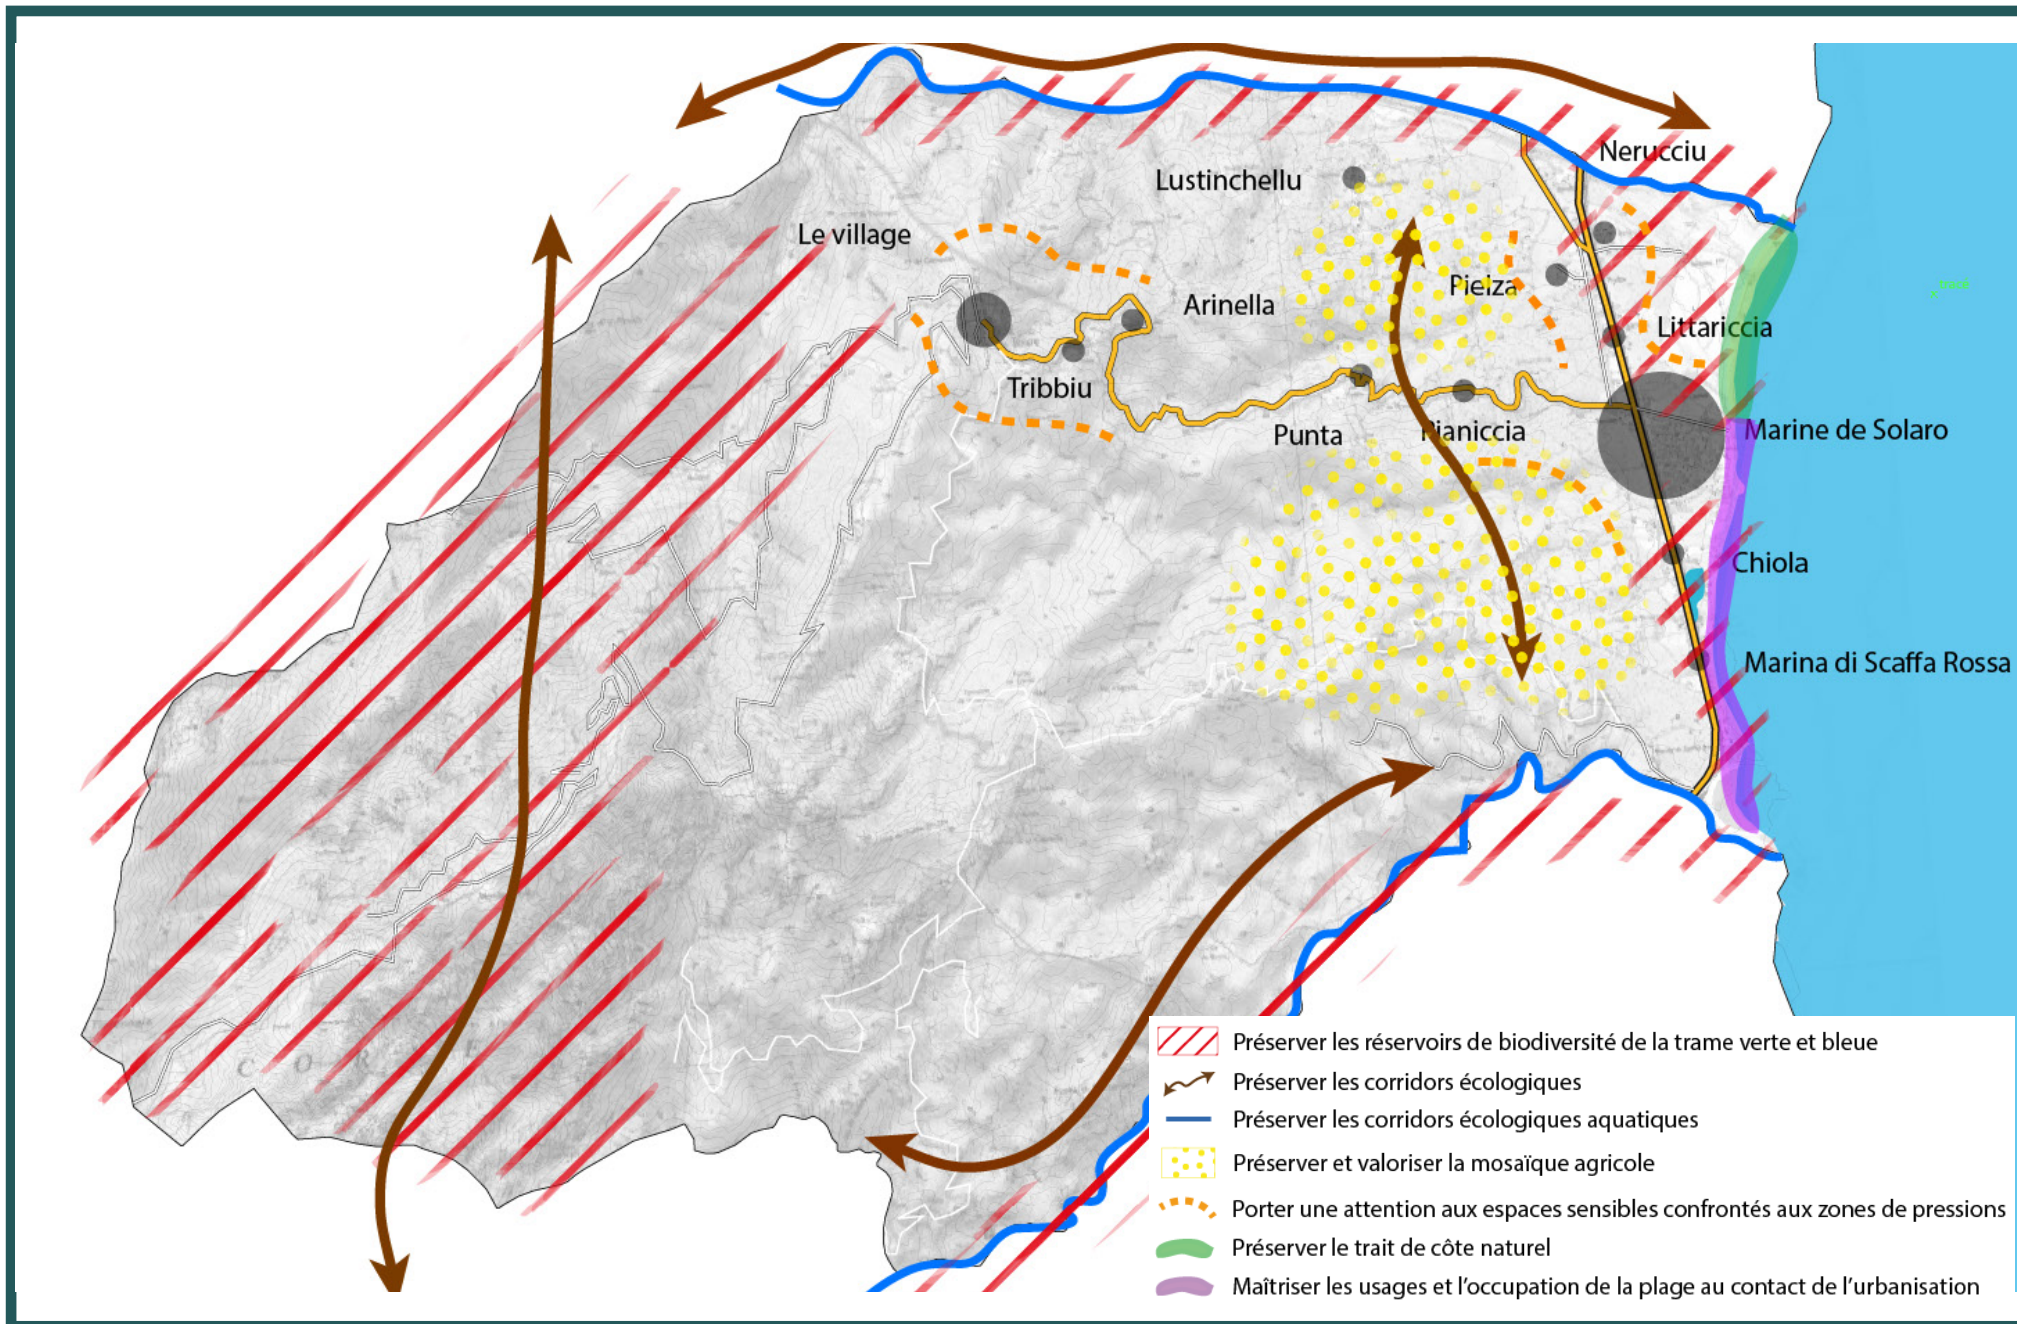 Nerucciu
Lustinchellu
Le village
Pielza
Arinella
Littariccia
Tribbiu
Punta
Pianiccia
Marine de Solaro
Chiola
Marina di Scaffa Rossa
C O R S E
Préserver les réservoirs de biodiversité de la trame verte et bleue
Préserver les corridors écologiques
Préserver les corridors écologiques aquatiques
Préserver et valoriser la mosaïque agricole
Porter une attention aux espaces sensibles confrontés aux zones de pressions
Préserver le trait de côte naturel
Maîtriser les usages et l'occupation de la plage au contact de l'urbanisation